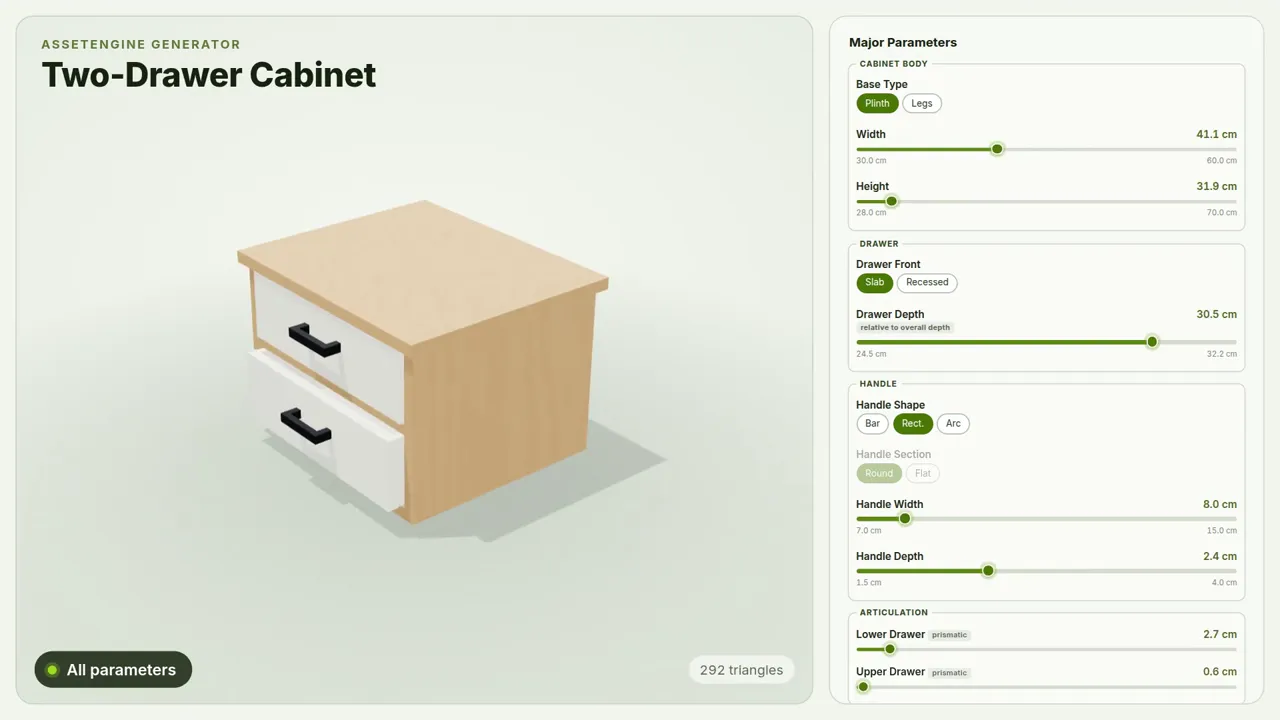 ASSETENGINE GENERATOR
Two-Drawer Cabinet
All parameters
292 triangles
Major Parameters
CABINET BODY
Base Type
Plinth Legs
Width 41.1 cm
30.0 cm 60.0 cm
Height 31.9 cm
28.0 cm 70.0 cm
DRAWER
Drawer Front
Slab Recessed
Drawer Depth 30.5 cm
relative to overall depth
24.5 cm 32.2 cm
HANDLE
Handle Shape
Bar Rect. Arc
Handle Section
Round Flat
Handle Width 8.0 cm
7.0 cm 15.0 cm
Handle Depth 2.4 cm
1.5 cm 4.0 cm
ARTICULATION
Lower Drawer prismatic 2.7 cm
Upper Drawer prismatic 0.6 cm